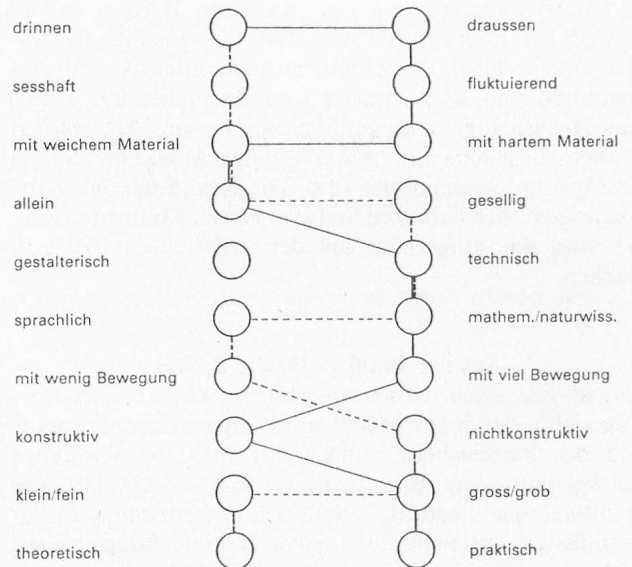 drinnen draussen
sesshaft fluktuierend
mit weichem Material mit hartem Material
allein gesellig
gestalterisch technisch
sprachlich mathem./naturwiss.
mit wenig Bewegung mit viel Bewegung
konstruktiv nichtkonstruktiv
klein/fein gross/grob
theoretisch praktisch